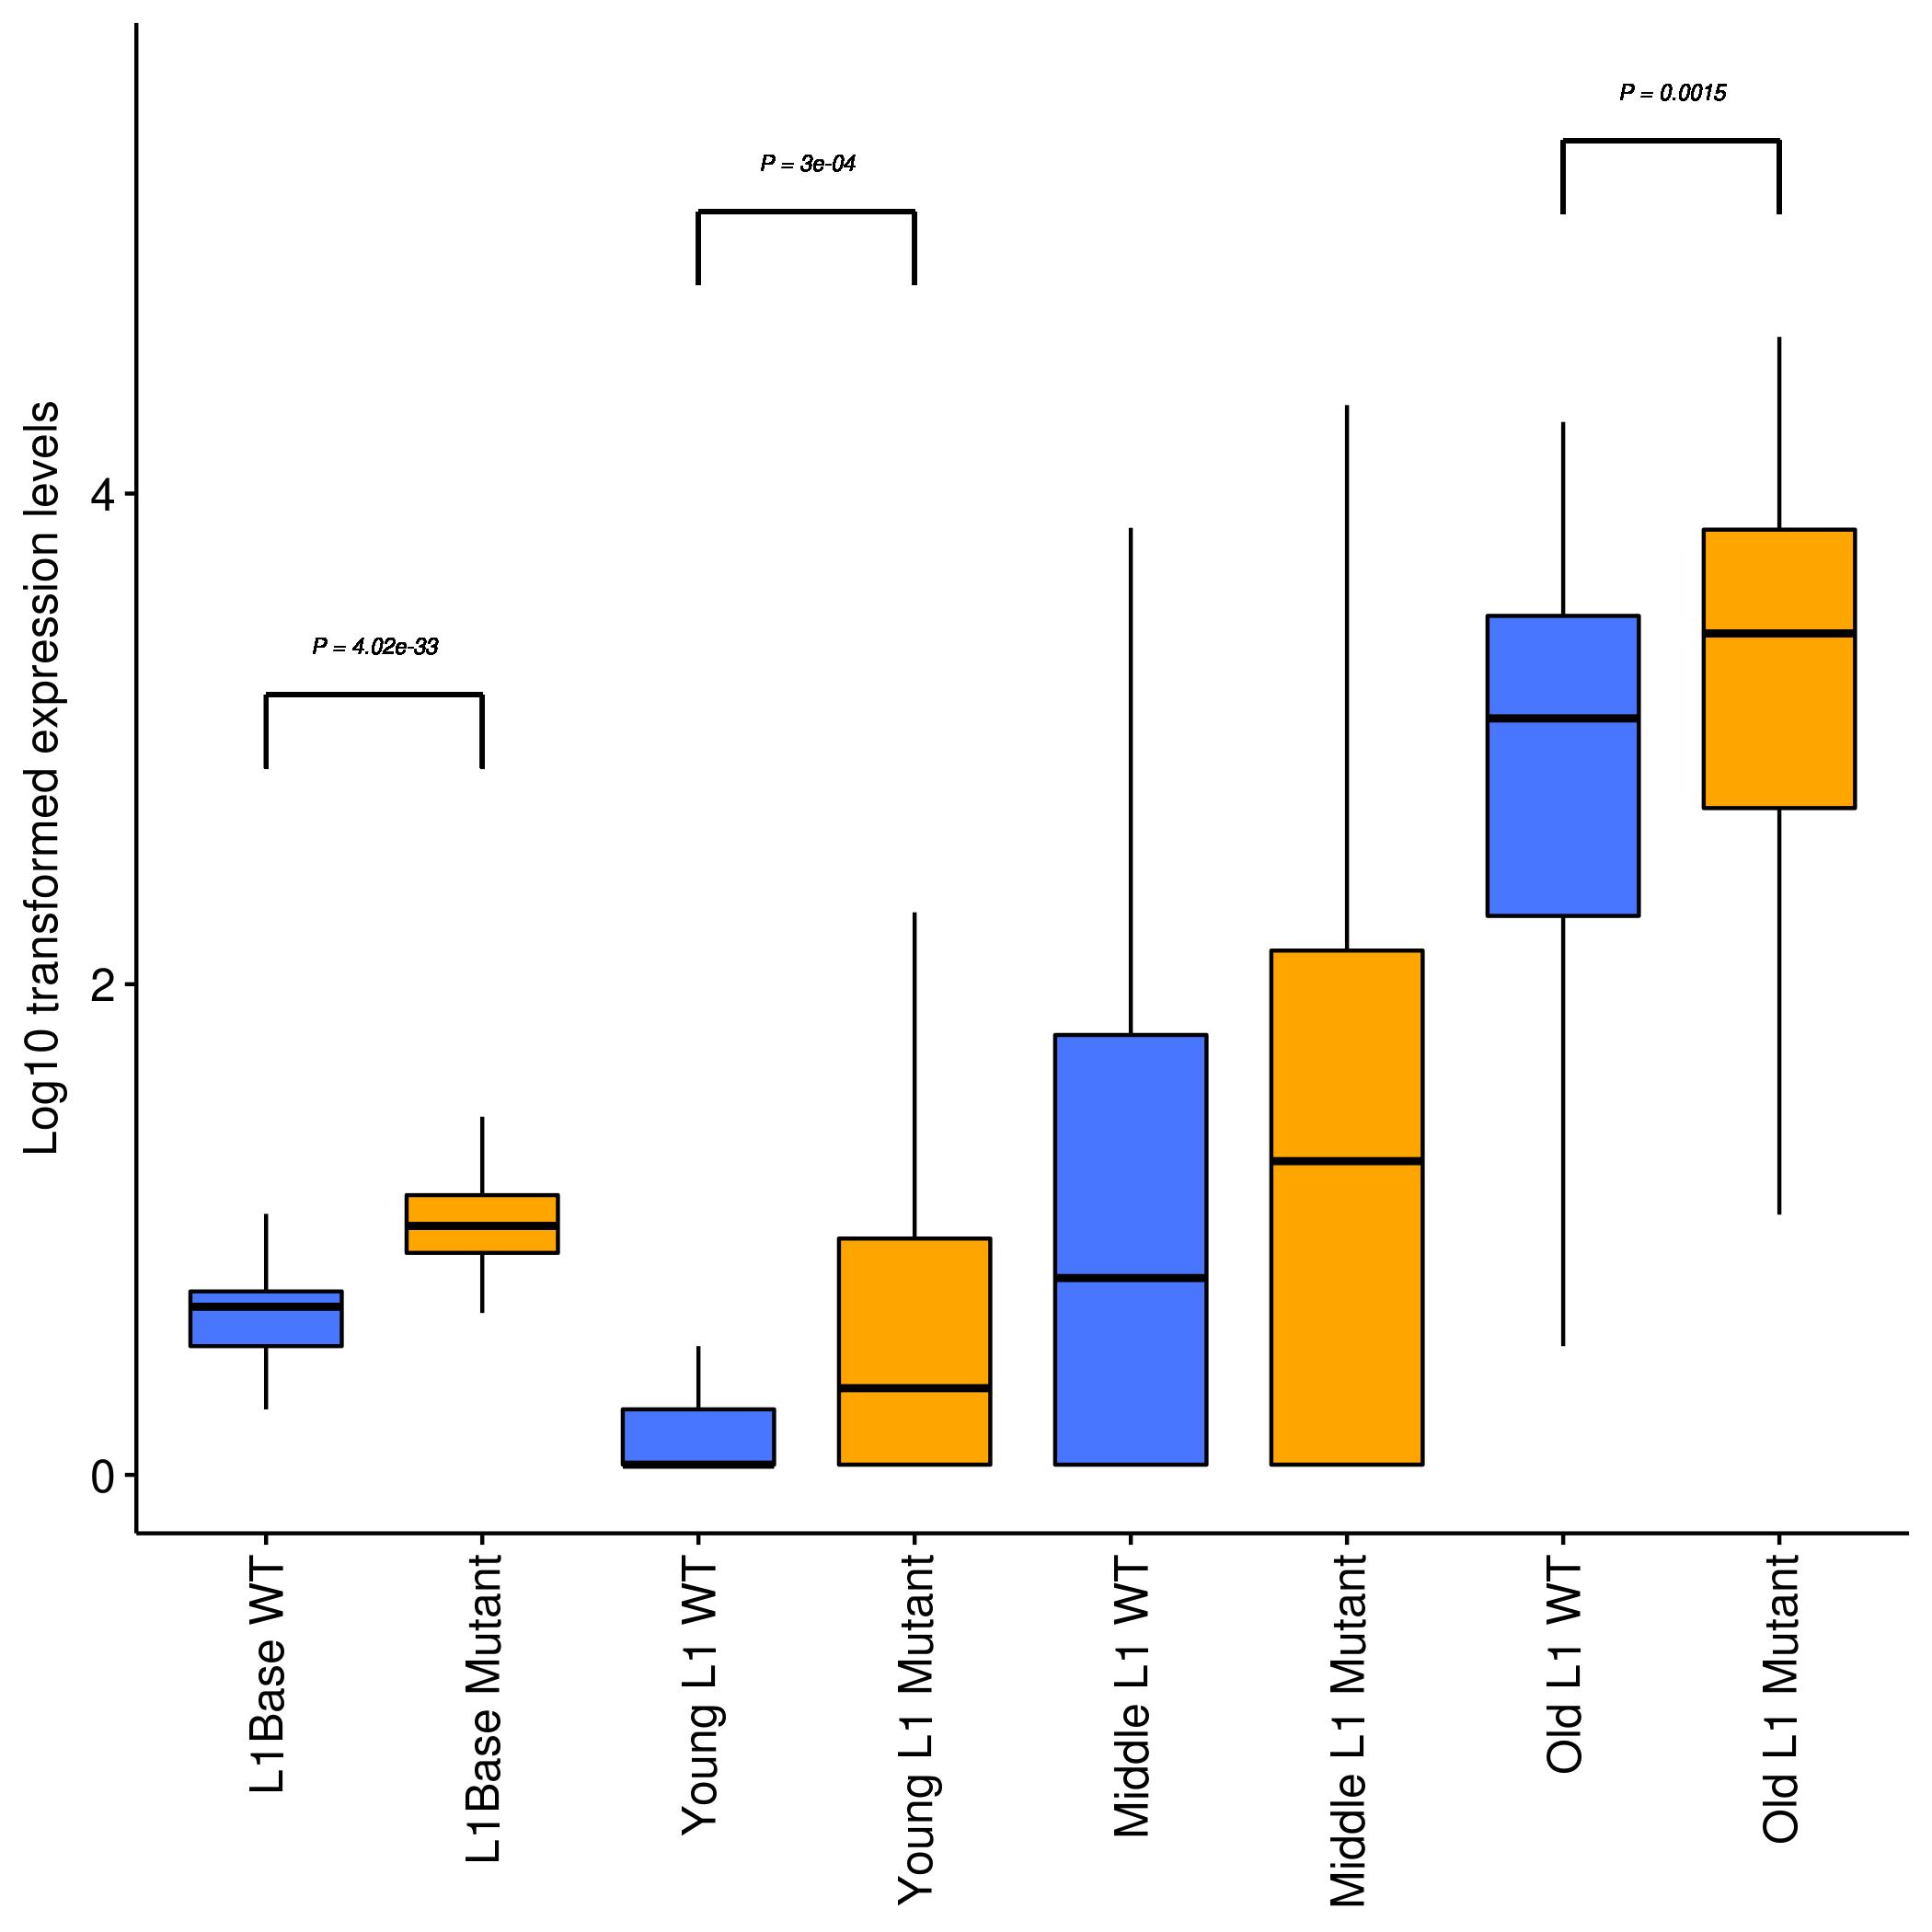 P = 0.0015
P = 3e-04
P = 4.02e-33
Log10 transformed expression levels
4
2
0
L1Base WT
L1Base Mutant
Young L1 WT
Young L1 Mutant
Middle L1 WT
Middle L1 Mutant
Old L1 WT
Old L1 Mutant